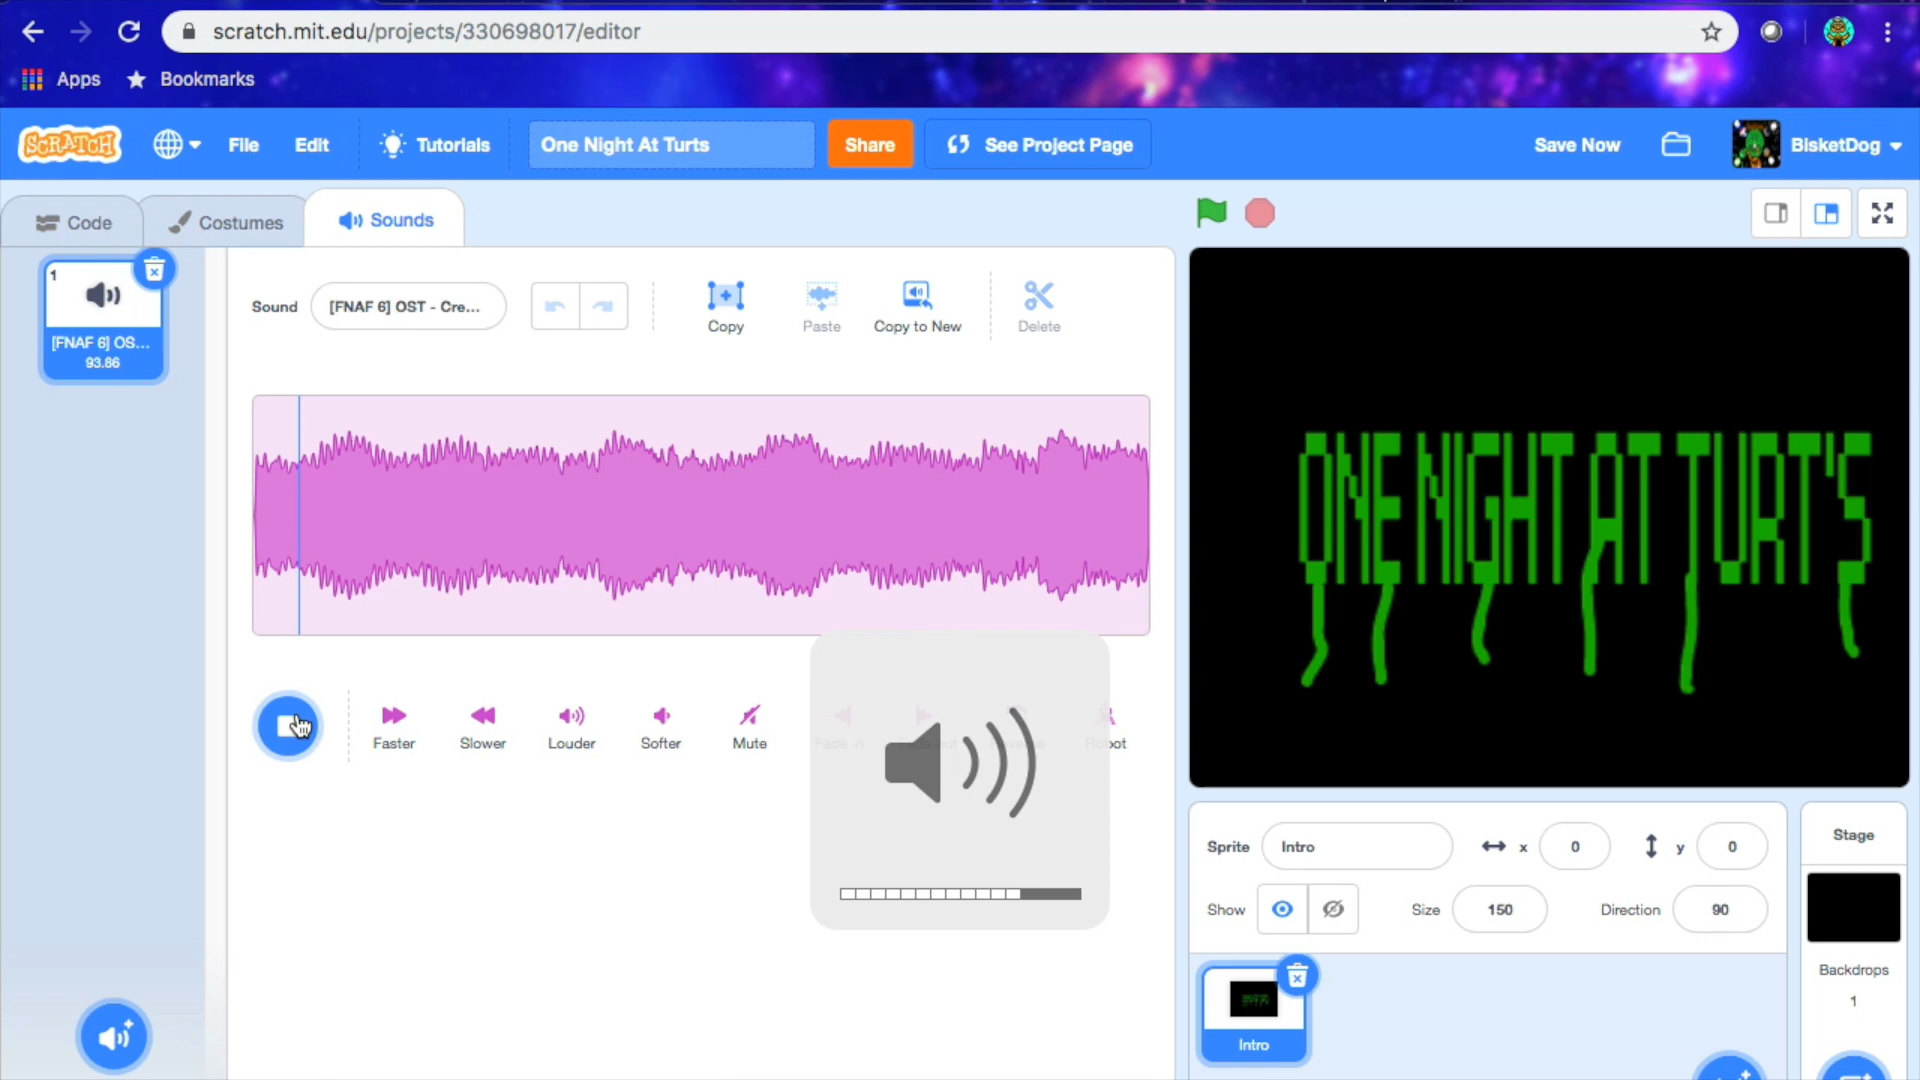 scratch.mit.edu/projects/330698017/editor
Apps
Bookmarks
SCRATCH
File
Edit
Tutorials
One Night At Turts
Share
See Project Page
Save Now
BisketDog
Code
Costumes
Sounds
1
[FNAF 6] OS...
93.86
Sound
[FNAF 6] OST - Cre...
Copy
Paste
Copy to New
Delete
ONE NIGHT AT TURT'S
Faster
Slower
Louder
Softer
Mute
Fade in
Robot
Sprite
Intro
x
0
y
0
Show
Size
150
Direction
90
Stage
Backdrops
1
Intro